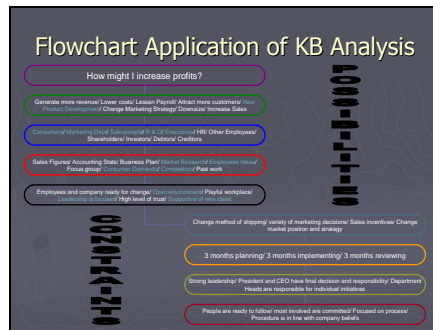 Flowchart Application of KB Analysis
How might I increase profits?
Generate more revenue/ Lower costs/ Lessen Payroll/ Attract more customers/ New
Product Development/ Change Marketing Strategy/ Downsize/ Increase Sales
Consumers/ Marketing Dept/ Salespeople/ R & D/ Executives/ HR/ Other Employees/
Shareholders/ Investors/ Debtors/ Creditors
Sales Figures/ Accounting Stats/ Business Plan/ Market Research/ Employees Ideas/
Focus group/ Consumer Demands/ Competitors/ Past work
Employees and company ready for change/ Open environment/ Playful workplace/
Leadership is focused/ High level of trust/ Supportive of new ideas
POSSIBILITIES
CONSTRAINTS
Change method of shipping/ variety of marketing decisions/ Sales incentives/ Change
market position and strategy
3 months planning/ 3 months implementing/ 3 months reviewing
Strong leadership/ President and CEO have final decision and responsibility/ Department
Heads are responsible for individual initiatives
People are ready to follow/ most involved are committed/ Focused on process/
Procedure is in line with company beliefs